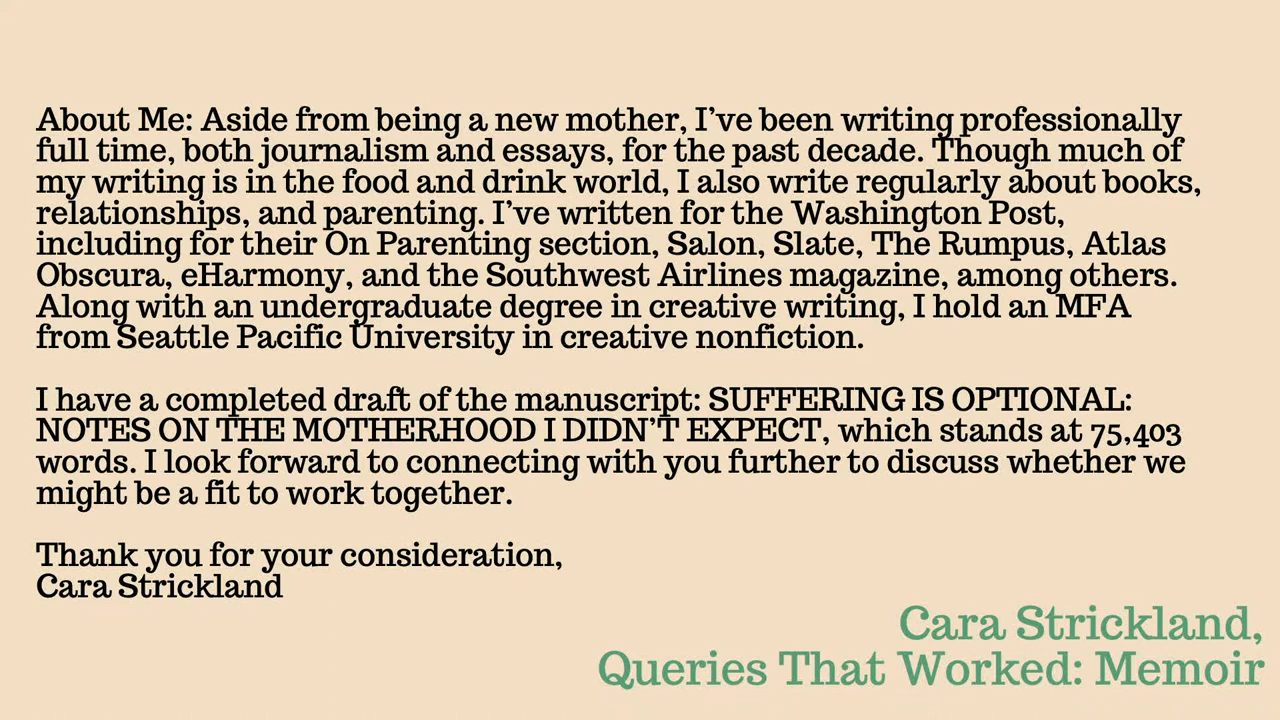 About Me: Aside from being a new mother, I’ve been writing professionally
full time, both journalism and essays, for the past decade. Though much of
my writing is in the food and drink world, I also write regularly about books,
relationships, and parenting. I’ve written for the Washington Post,
including for their On Parenting section, Salon, Slate, The Rumpus, Atlas
Obscura, eHarmony, and the Southwest Airlines magazine, among others.
Along with an undergraduate degree in creative writing, I hold an MFA
from Seattle Pacific University in creative nonfiction.
I have a completed draft of the manuscript: SUFFERING IS OPTIONAL:
NOTES ON THE MOTHERHOOD I DIDN’T EXPECT, which stands at 75,403
words. I look forward to connecting with you further to discuss whether we
might be a fit to work together.
Thank you for your consideration,
Cara Strickland
Cara Strickland,
Queries That Worked: Memoir